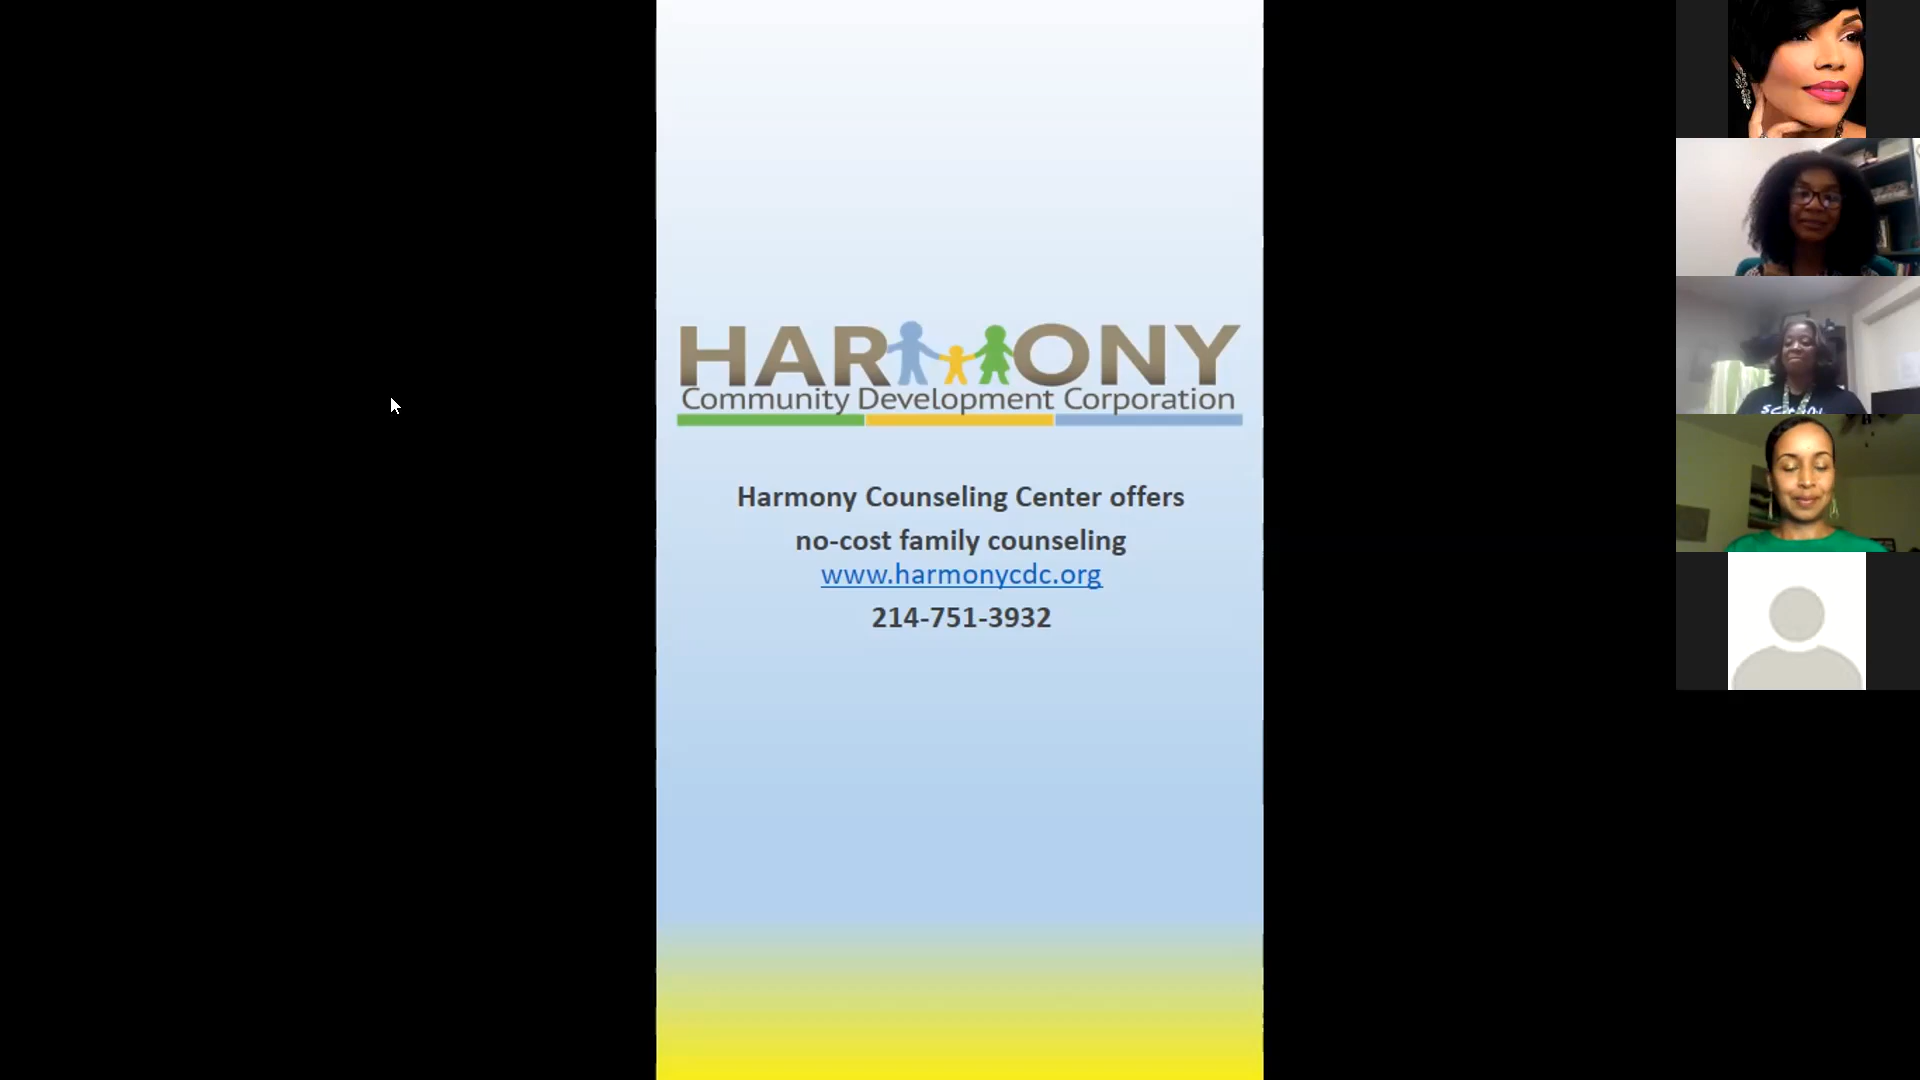 HARMONY
Community Development Corporation
Harmony Counseling Center offers
no-cost family counseling
www.harmonycdc.org
214-751-3932